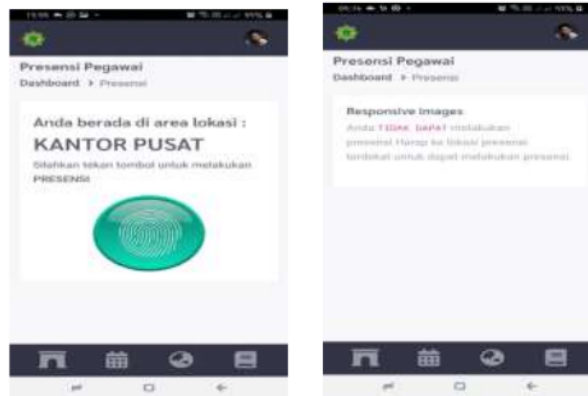 Presensi Pegawai
Dashboard > Presensi
Anda berada di area lokasi :
KANTOR PUSAT
Silahkan tekan tombol untuk melakukan
PRESENSI
Presensi Pegawai
Dashboard > Presensi
Responsive Images
Anda TIDAK DAPAT melakukan
presensi.Harap ke lokasi presensi
terdekat untuk dapat melakukan presensi.